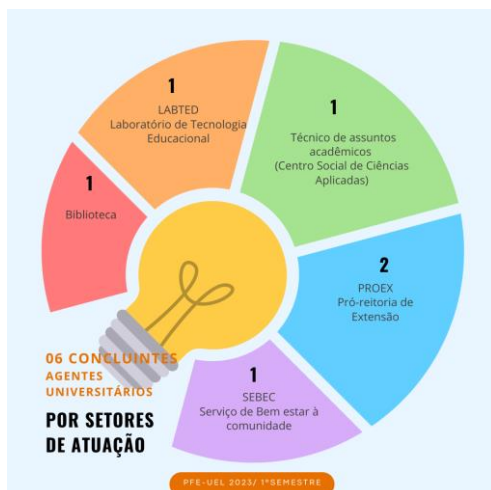 1
LABTED
Laboratório de Tecnologia
Educacional
1
Técnico de assuntos
acadêmicos
(Centro Social de Ciências
Aplicadas)
1
Biblioteca
2
PROEX
Pró-reitoria de
Extensão
1
SEBEC
Serviço de Bem estar à
comunidade
06 CONCLUINTES
AGENTES
UNIVERSITÁRIOS
POR SETORES
DE ATUAÇÃO
PFE-UEL 2023/ 1°SEMESTRE